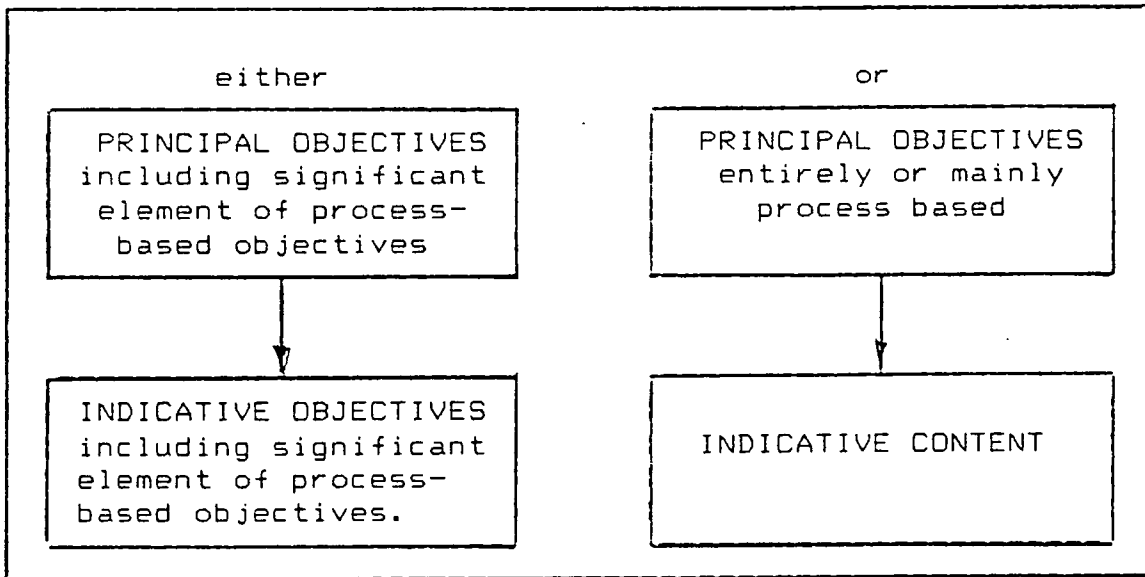 either
PRINCIPAL OBJECTIVES
including significant
element of process-
based objectives
INDICATIVE OBJECTIVES
including significant
element of process-
based objectives.
or
PRINCIPAL OBJECTIVES
entirely or mainly
process based
INDICATIVE CONTENT